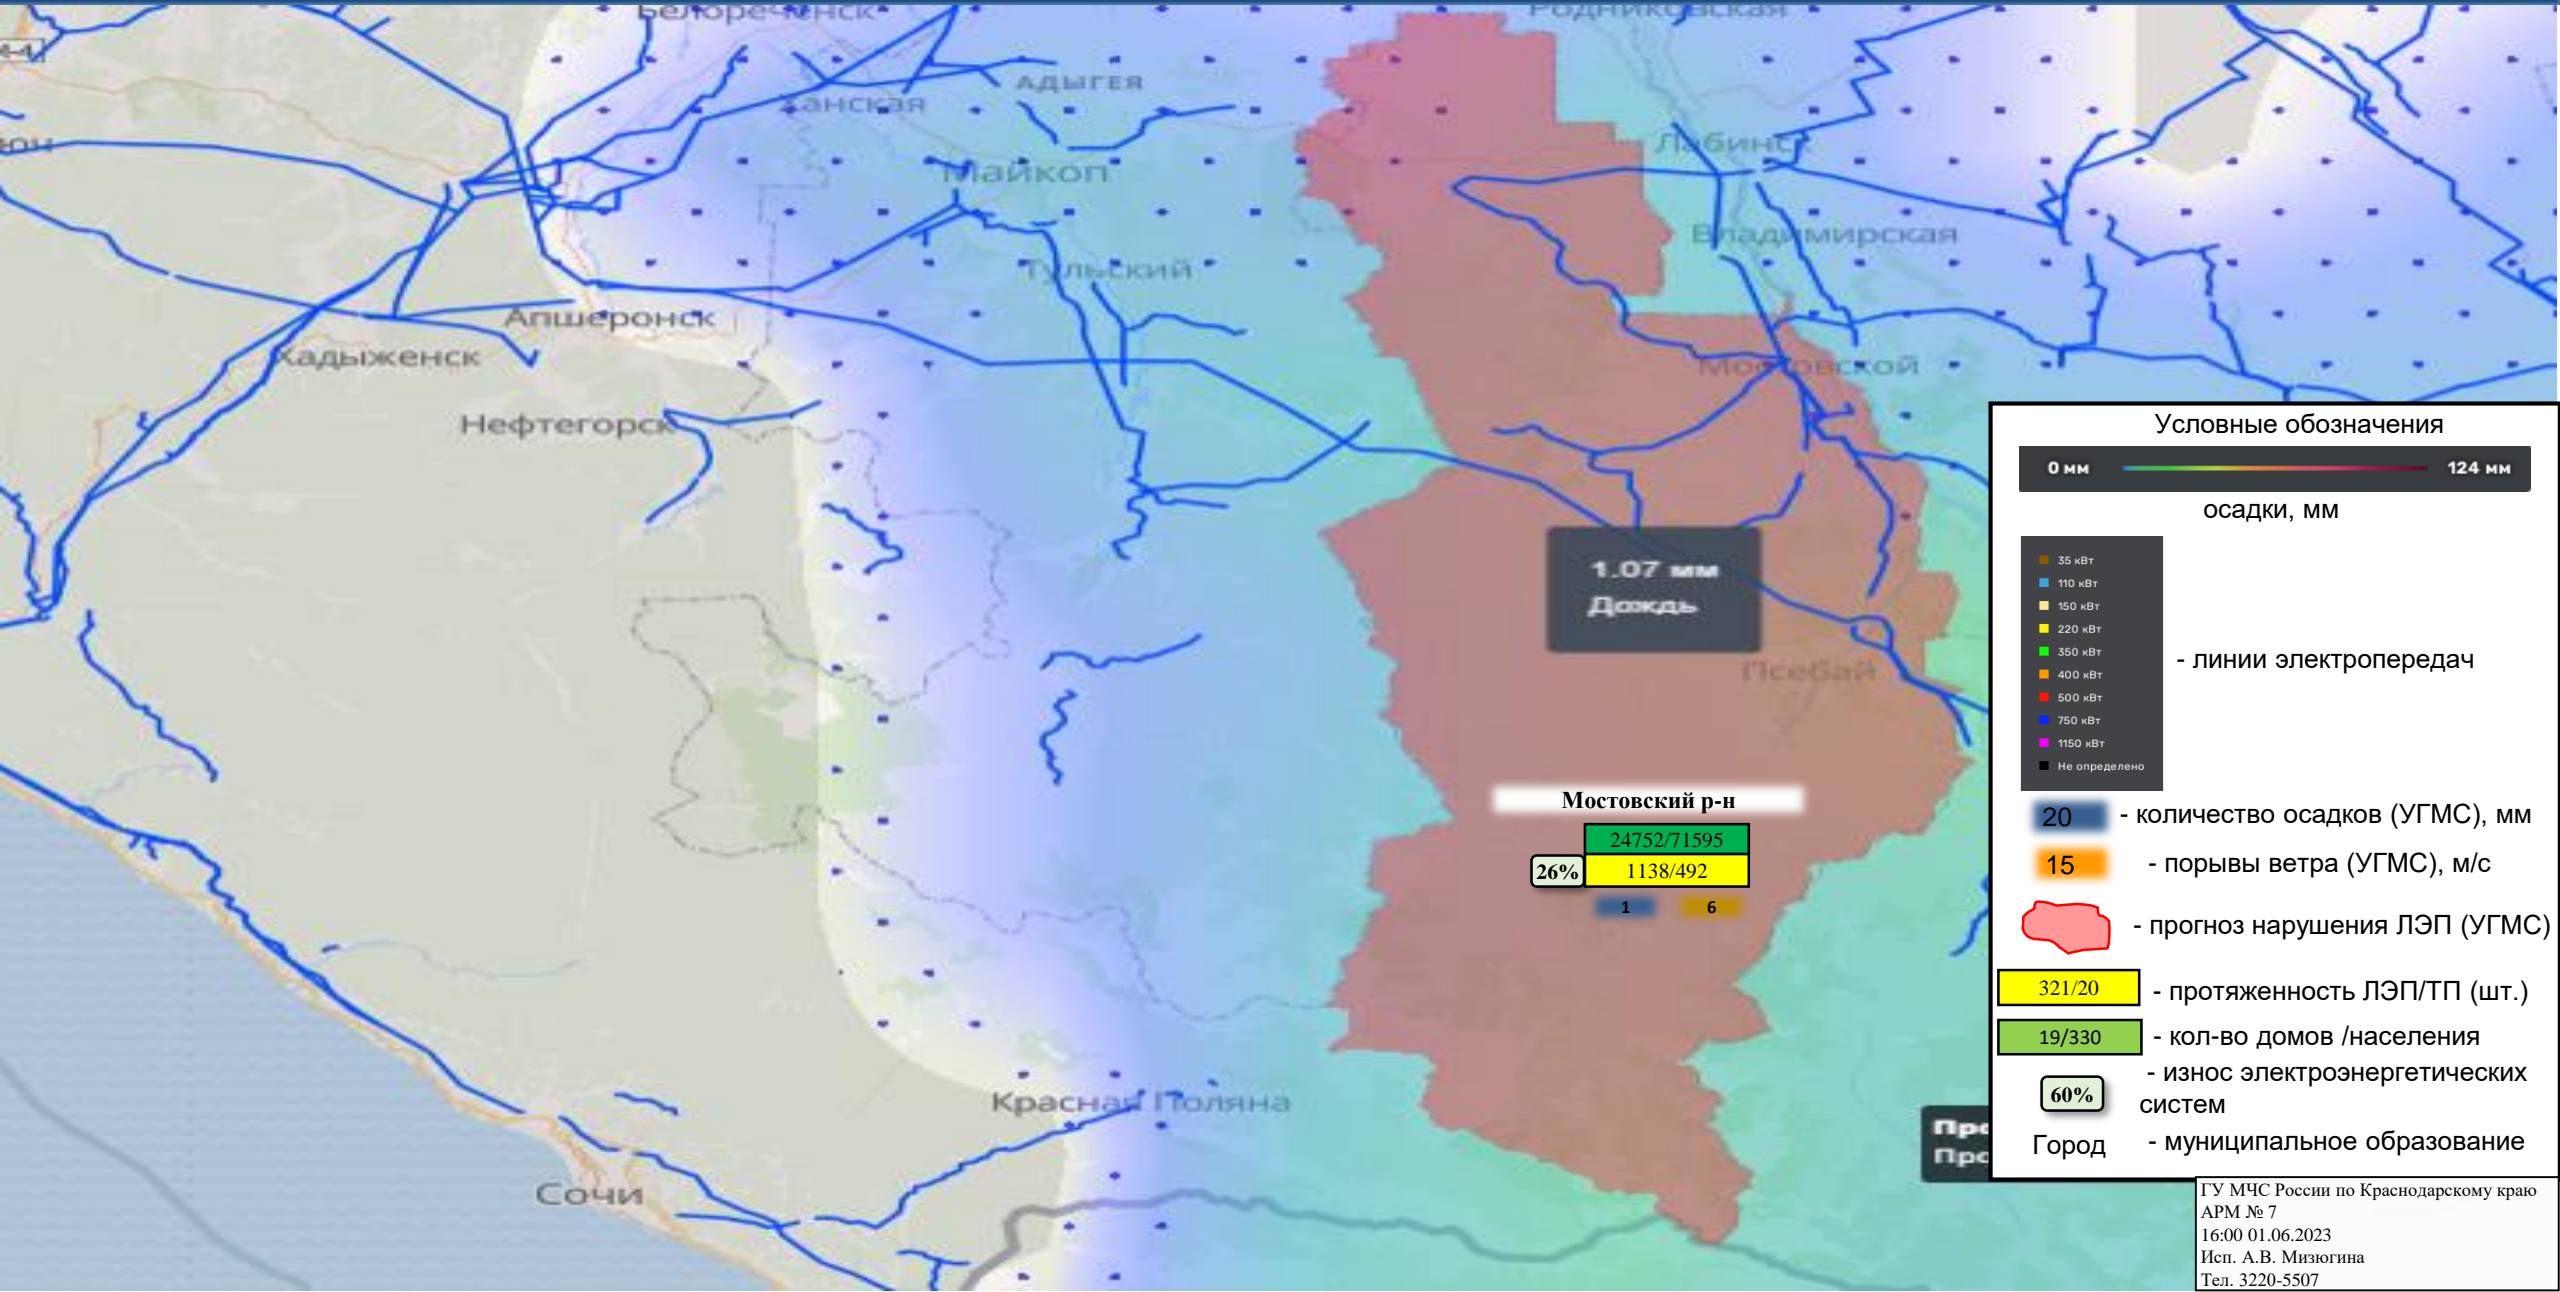 Белореченск
Родниковская
АДЫГЕЯ
Ханская
Лабинск
Майкоп
Владимирская
Тульский
Апшеронск
Хадыженск
Мостовской
Нефтегорск
1.07 мм
Дождь
Псебай
Мостовский р-н
24752/71595
26%
1138/492
1
6
Красная Поляна
Сочи
Условные обозначения
0 мм
124 мм
осадки, мм
35 кВт
110 кВт
150 кВт
220 кВт
350 кВт
400 кВт
500 кВт
750 кВт
1150 кВт
Не определено
- линии электропередач
20 - количество осадков (УГМС), мм
15 - порывы ветра (УГМС), м/с
- прогноз нарушения ЛЭП (УГМС)
321/20 - протяженность ЛЭП/ТП (шт.)
19/330 - кол-во домов /населения
60% - износ электроэнергетических
систем
Город - муниципальное образование
ГУ МЧС России по Краснодарскому краю
АРМ № 7
16:00 01.06.2023
Исп. А.В. Мизюгина
Тел. 3220-5507